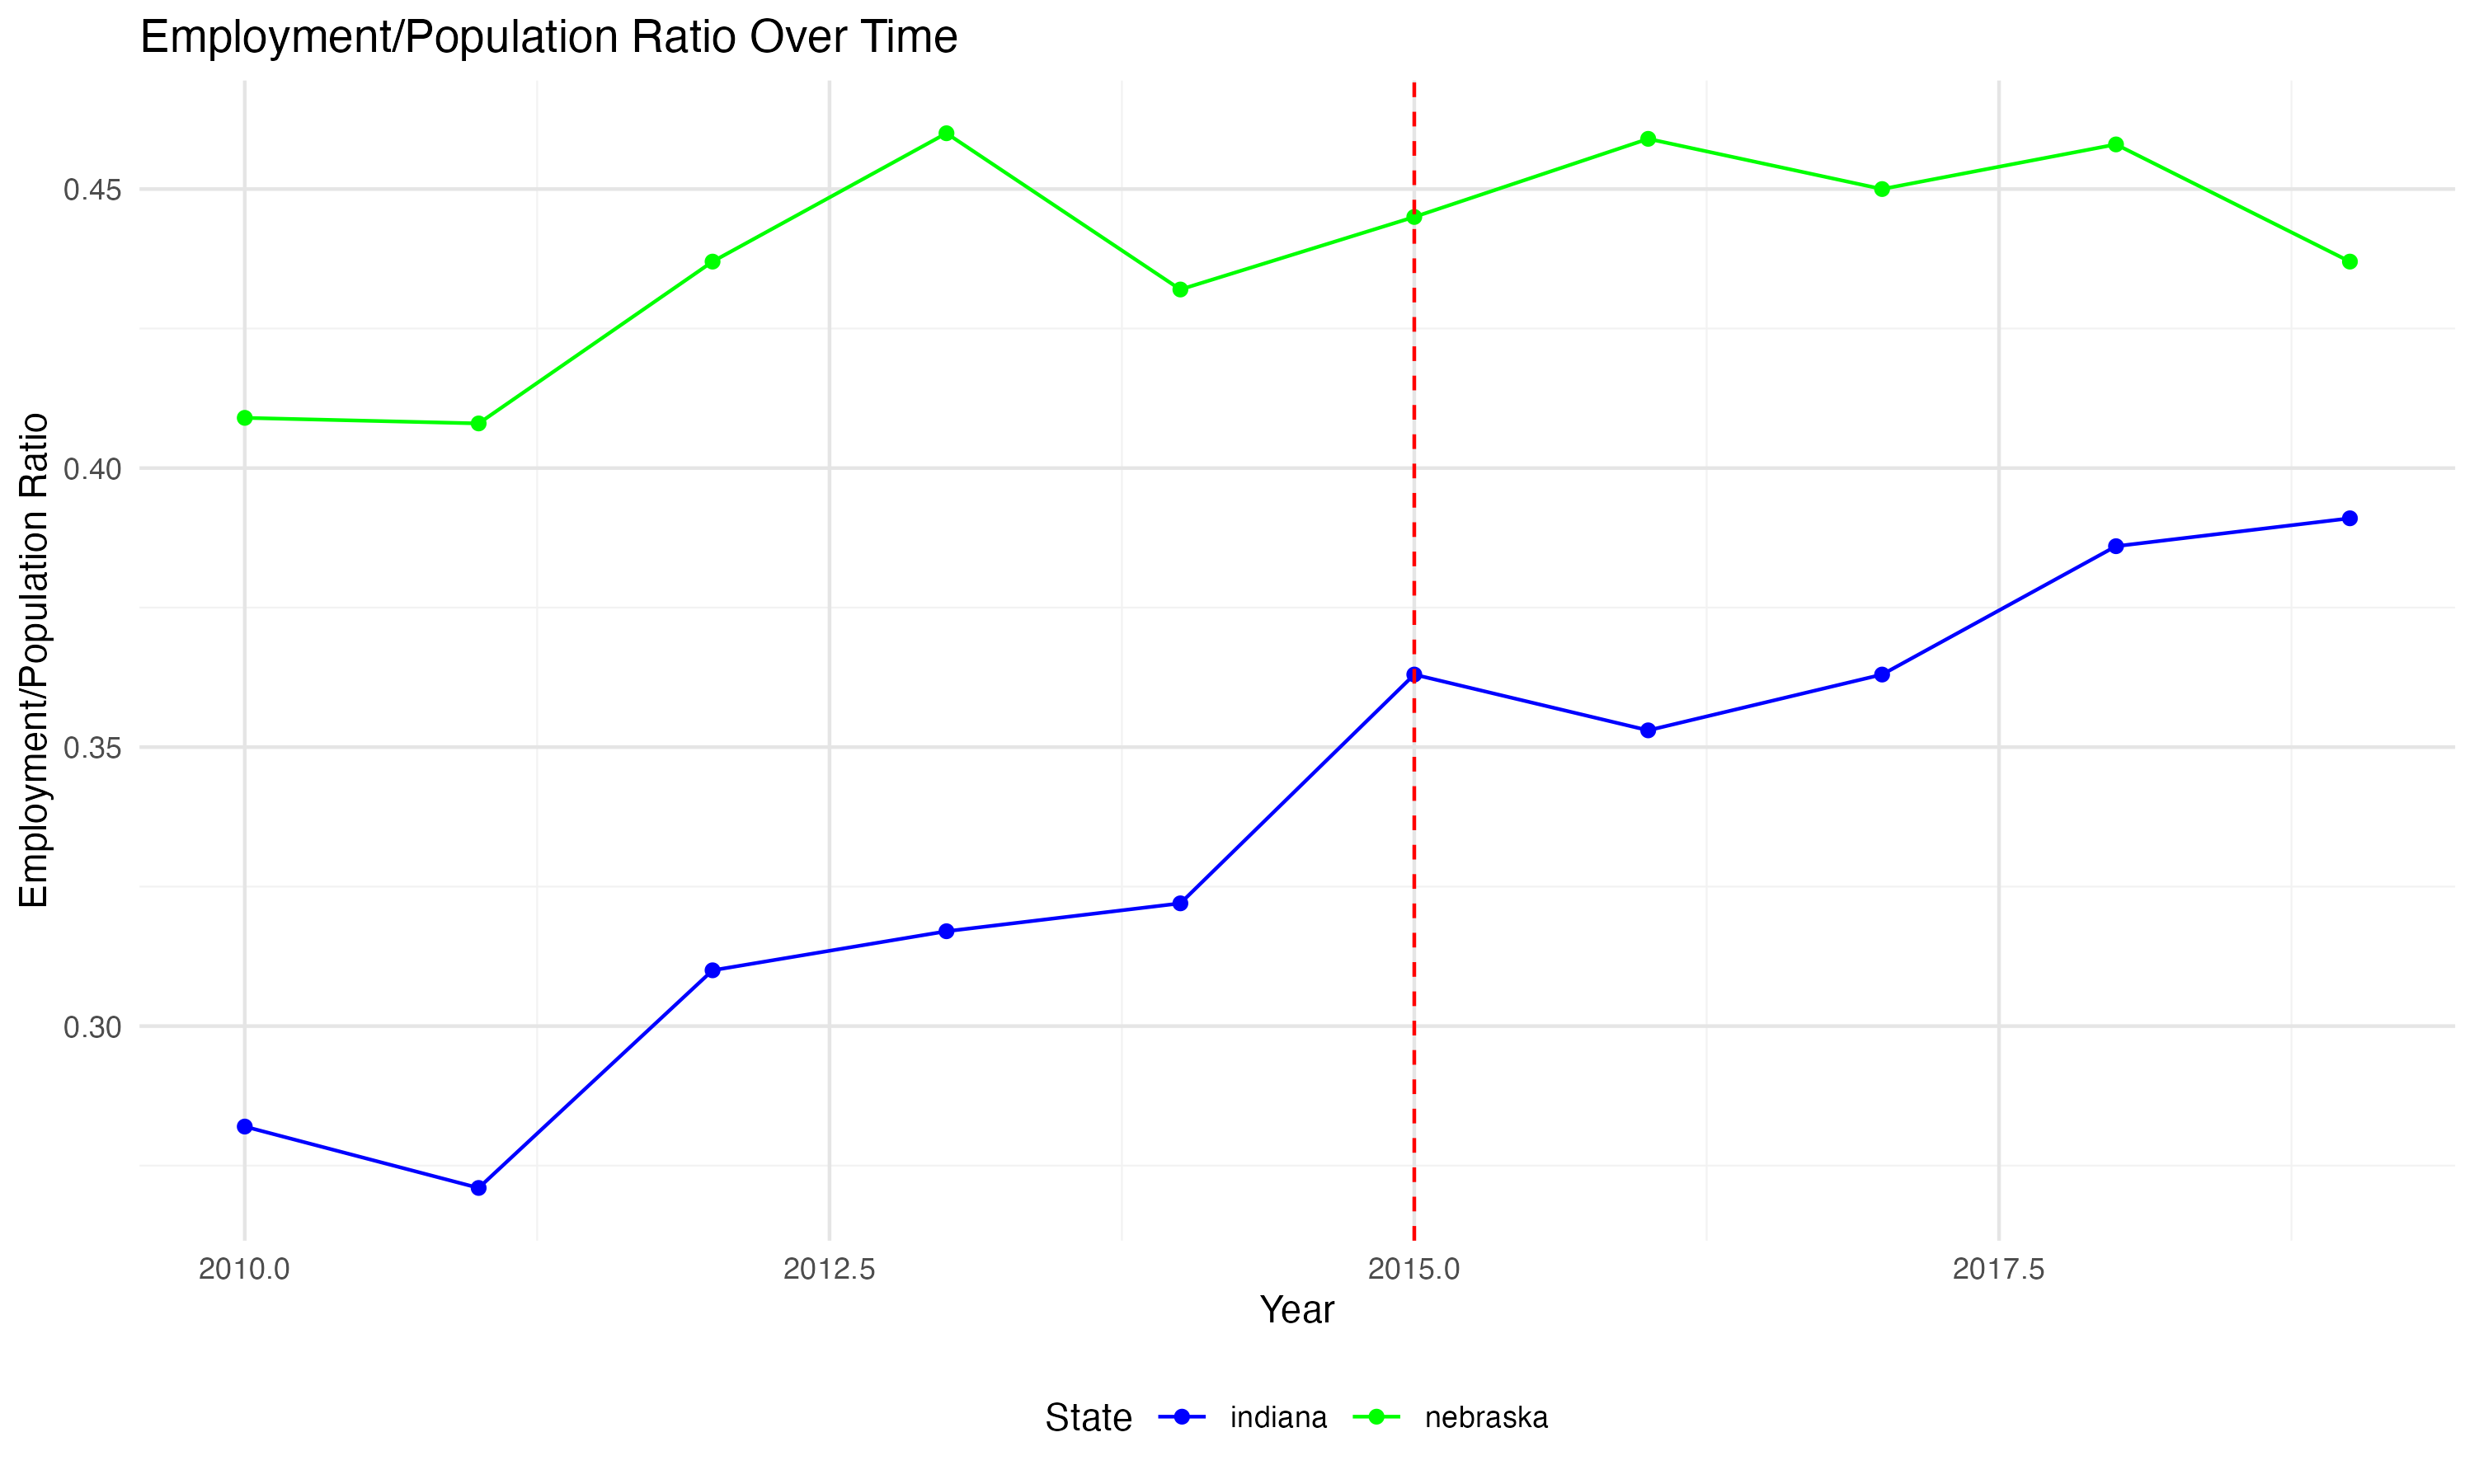 Employment/Population Ratio Over Time
Employment/Population Ratio
0.45
0.40
0.35
0.30
2010.0 2012.5 2015.0 2017.5
Year
State indiana nebraska